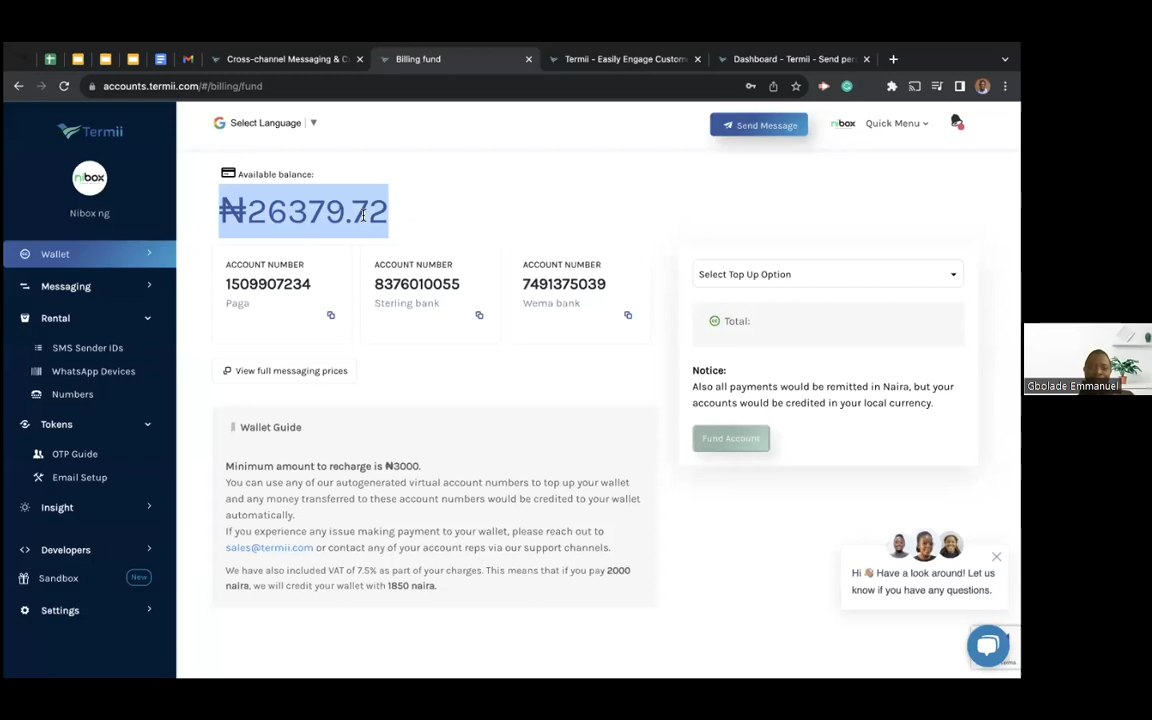 Cross-channel Messaging & C
Billing fund
Termii - Easily Engage Custom
Dashboard - Termii - Send per
accounts.termii.com/#/billing/fund
Termii
nibox
Nibox ng
Wallet
Messaging
Rental
SMS Sender IDs
WhatsApp Devices
Numbers
Tokens
OTP Guide
Email Setup
Insight
Developers
Sandbox New
Settings
Select Language
Send Message
nibox
Quick Menu
Available balance:
₦26379.72
ACCOUNT NUMBER
1509907234
Paga
ACCOUNT NUMBER
8376010055
Sterling bank
ACCOUNT NUMBER
7491375039
Wema bank
View full messaging prices
Wallet Guide
Minimum amount to recharge is ₦3000.
You can use any of our autogenerated virtual account numbers to top up your wallet
and any money transferred to these account numbers would be credited to your wallet
automatically.
If you experience any issue making payment to your wallet, please reach out to
sales@termii.com or contact any of your account reps via our support channels.
We have also included VAT of 7.5% as part of your charges. This means that if you pay 2000
naira, we will credit your wallet with 1850 naira.
Select Top Up Option
Total:
Notice:
Also all payments would be remitted in Naira, but your
accounts would be credited in your local currency.
Fund Account
Hi 👋🏽 Have a look around! Let us
know if you have any questions.
Gbolade Emmanuel